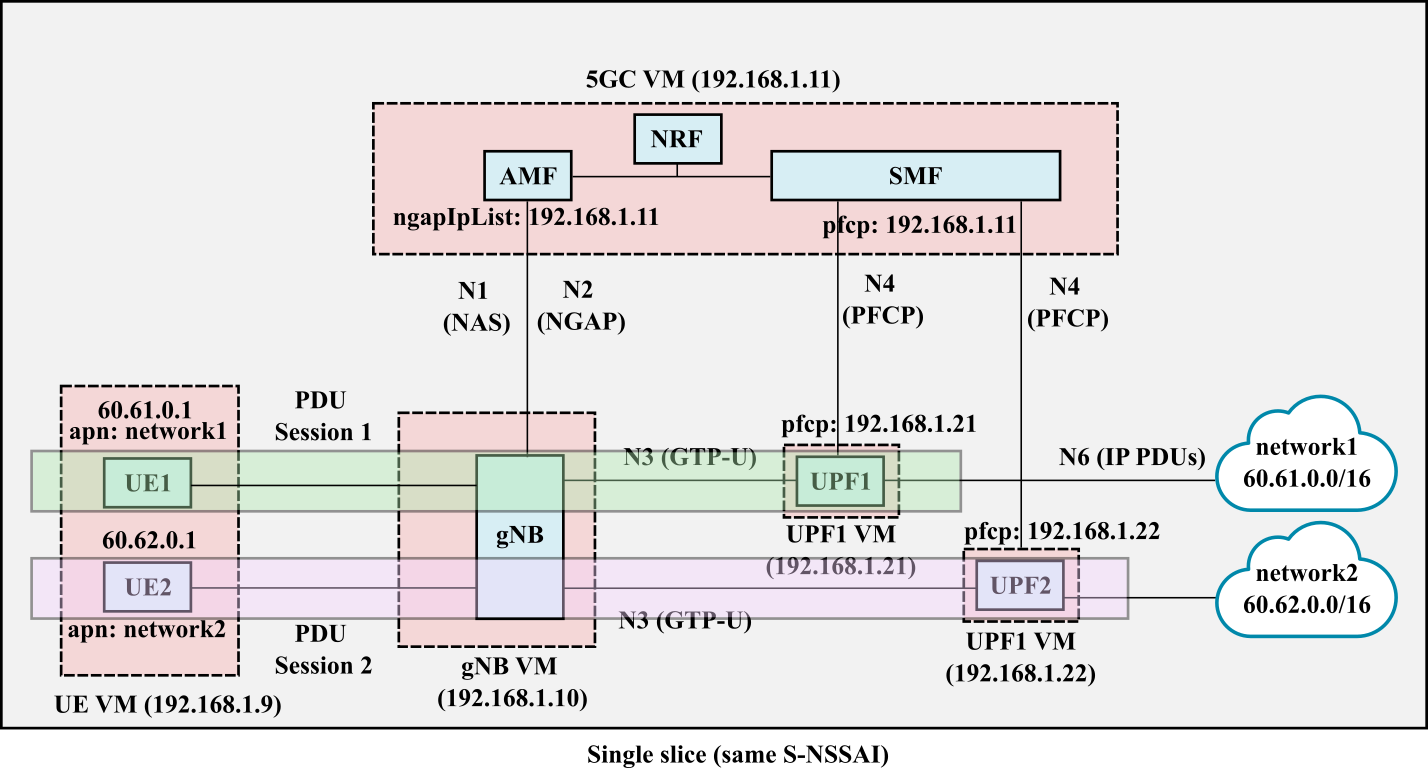 5GC VM (192.168.1.11)
NRF
AMF
SMF
ngapIpList: 192.168.1.11
pfcp: 192.168.1.11
N1
(NAS)
N2
(NGAP)
N4
(PFCP)
N4
(PFCP)
60.61.0.1
apn: network1
PDU
Session 1
UE1
gNB
N3 (GTP-U)
pfcp: 192.168.1.21
UPF1
UPF1 VM
(192.168.1.21)
N6 (IP PDUs)
network1
60.61.0.0/16
60.62.0.1
UE2
apn: network2
PDU
Session 2
N3 (GTP-U)
pfcp: 192.168.1.22
UPF2
UPF1 VM
(192.168.1.22)
network2
60.62.0.0/16
gNB VM
(192.168.1.10)
UE VM (192.168.1.9)
Single slice (same S-NSSAI)